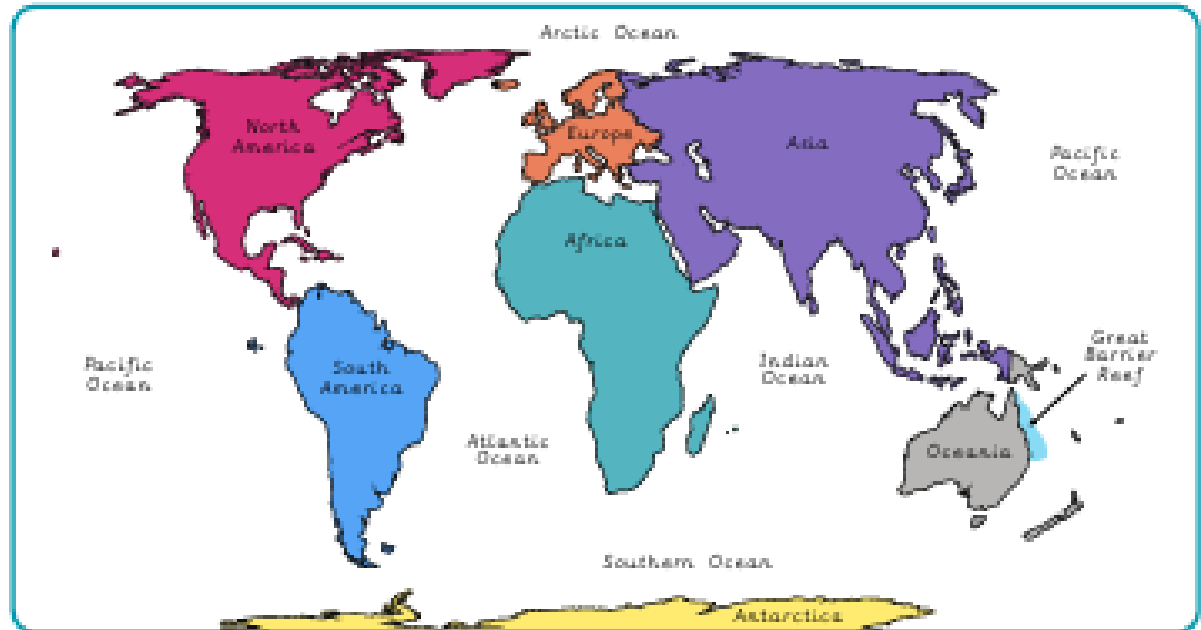 Arctic Ocean
North
America
Europe
Asia
Pacific
Ocean
Africa
Pacific
Ocean
South
America
Indian
Ocean
Great
Barrier
Reef
Atlantic
Ocean
Oceania
Southern Ocean
Antarctica